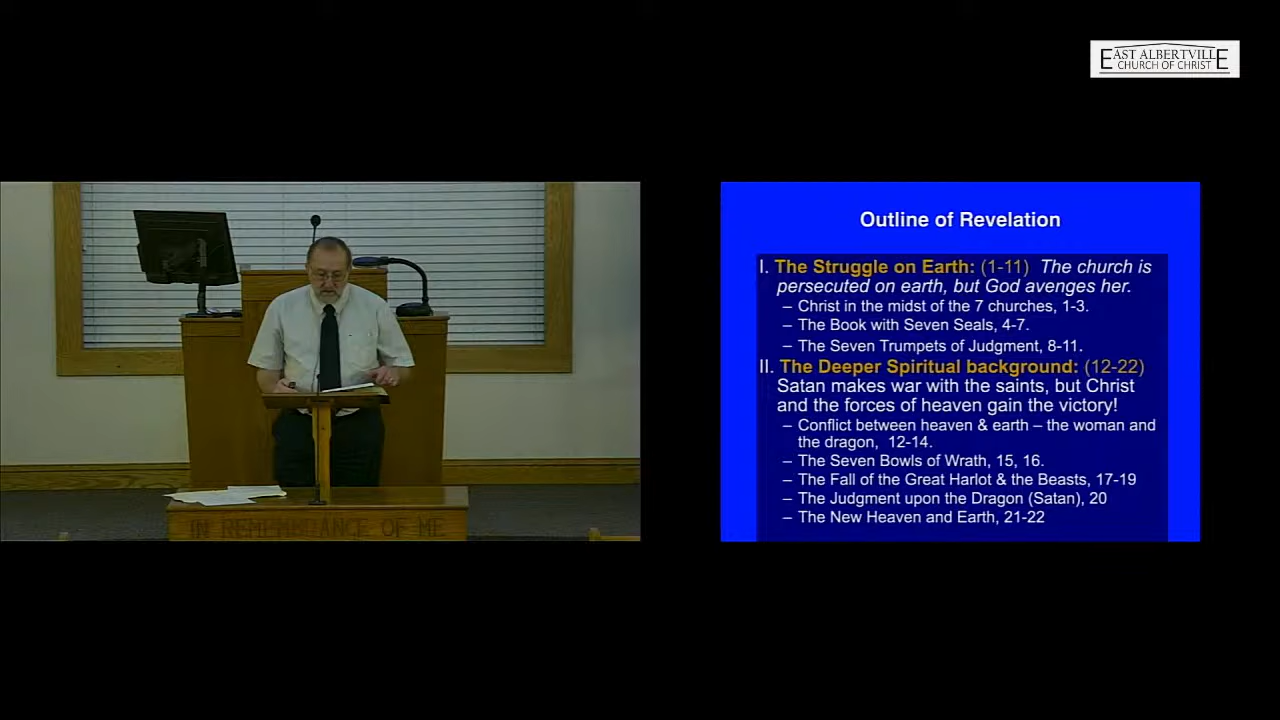 EAST ALBERTVILLE
CHURCH OF CHRIST
IN REMEMBRANCE OF ME
Outline of Revelation
I. The Struggle on Earth: (1-11) The church is
persecuted on earth, but God avenges her.
– Christ in the midst of the 7 churches, 1-3.
– The Book with Seven Seals, 4-7.
– The Seven Trumpets of Judgment, 8-11.
II. The Deeper Spiritual background: (12-22)
Satan makes war with the saints, but Christ
and the forces of heaven gain the victory!
– Conflict between heaven & earth – the woman and
the dragon, 12-14.
– The Seven Bowls of Wrath, 15, 16.
– The Fall of the Great Harlot & the Beasts, 17-19
– The Judgment upon the Dragon (Satan), 20
– The New Heaven and Earth, 21-22